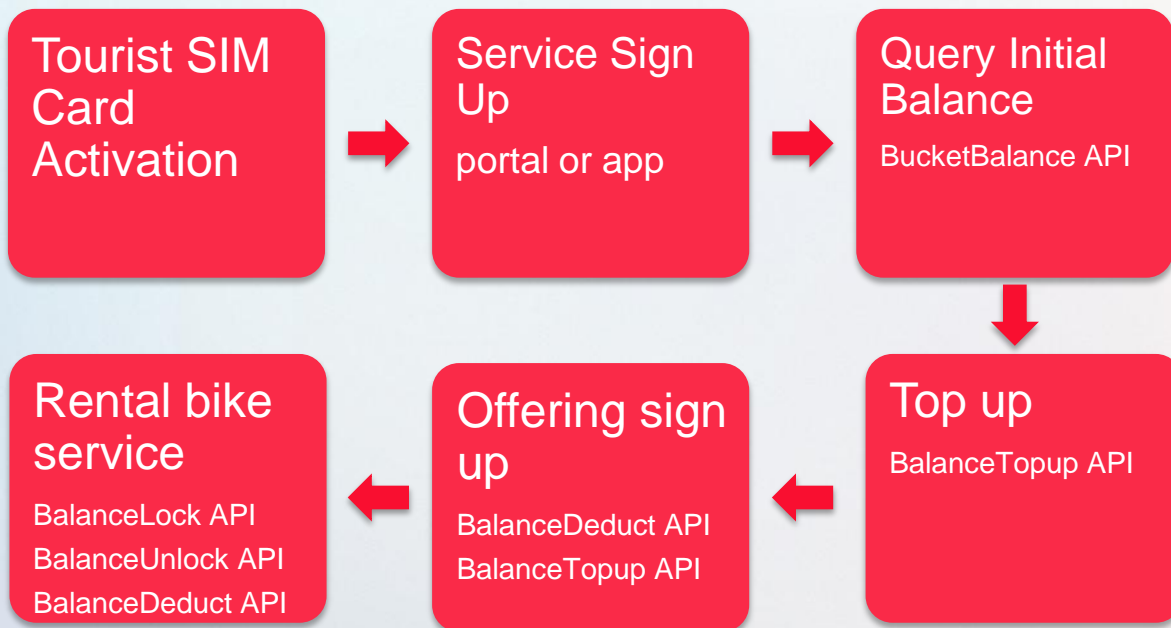 Tourist SIM
Card
Activation
Service Sign
Up
portal or app
Query Initial
Balance
BucketBalance API
Top up
BalanceTopup API
Offering sign
up
BalanceDeduct API
BalanceTopup API
Rental bike
service
BalanceLock API
BalanceUnlock API
BalanceDeduct API